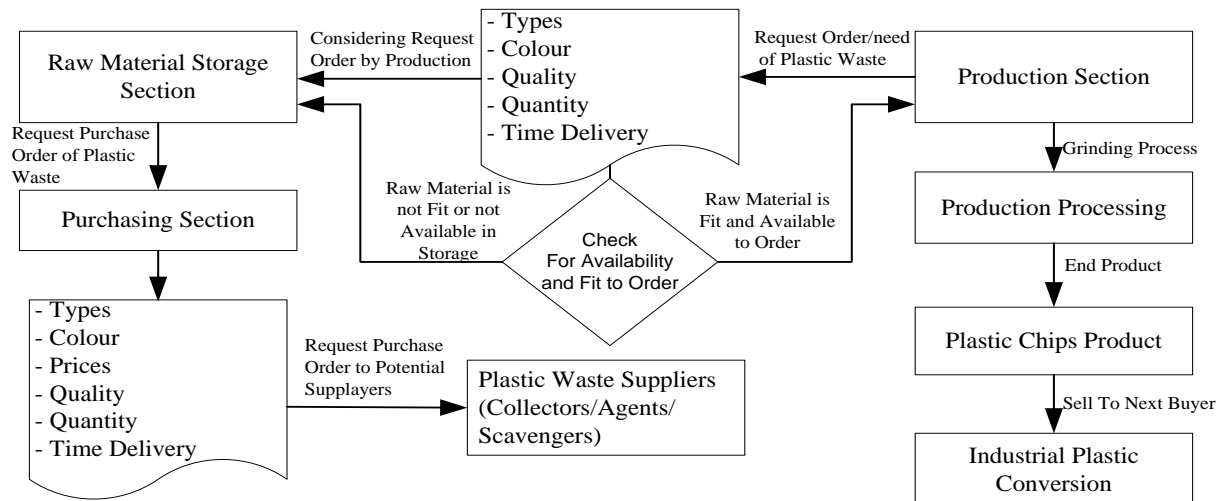 Raw Material Storage
Section
Considering Request
Order by Production
- Types
- Colour
- Quality
- Quantity
- Time Delivery
Request Order/need
of Plastic Waste
Production Section
Request Purchase
Order of Plastic
Waste
Raw Material is
not Fit or not
Available in
Storage
Check
For Availability
and Fit to Order
Raw Material is
Fit and Available
to Order
Grinding Process
Purchasing Section
Production Processing
End Product
- Types
- Colour
- Prices
- Quality
- Quantity
- Time Delivery
Request Purchase
Order to Potential
Supplayers
Plastic Waste Suppliers
(Collectors/Agents/
Scavengers)
Plastic Chips Product
Sell To Next Buyer
Industrial Plastic
Conversion